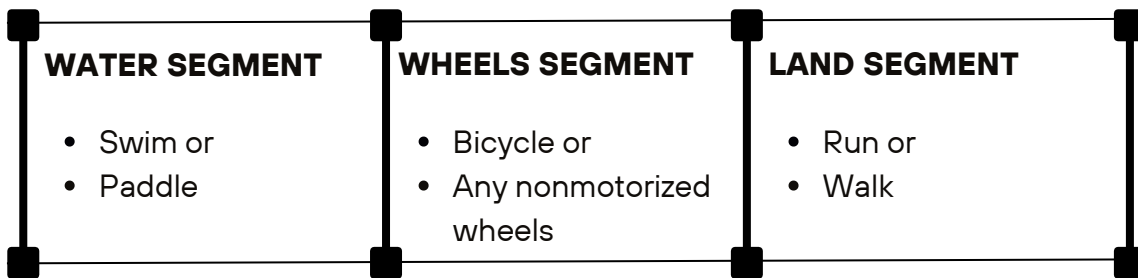 WATER SEGMENT
• Swim or
• Paddle
WHEELS SEGMENT
• Bicycle or
• Any nonmotorized
wheels
LAND SEGMENT
• Run or
• Walk